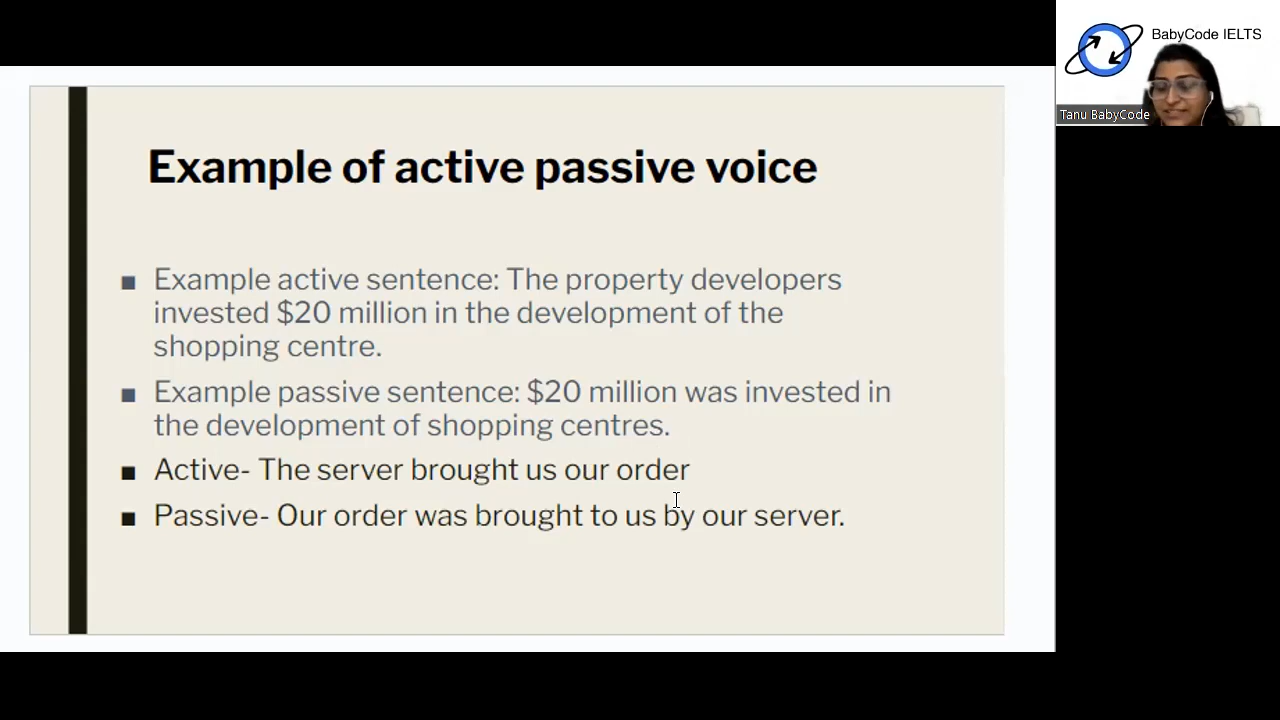 BabyCode IELTS
Tanu BabyCode
Example of active passive voice
■ Example active sentence: The property developers
invested $20 million in the development of the
shopping centre.
■ Example passive sentence: $20 million was invested in
the development of shopping centres.
■ Active- The server brought us our order
■ Passive- Our order was brought to us by our server.